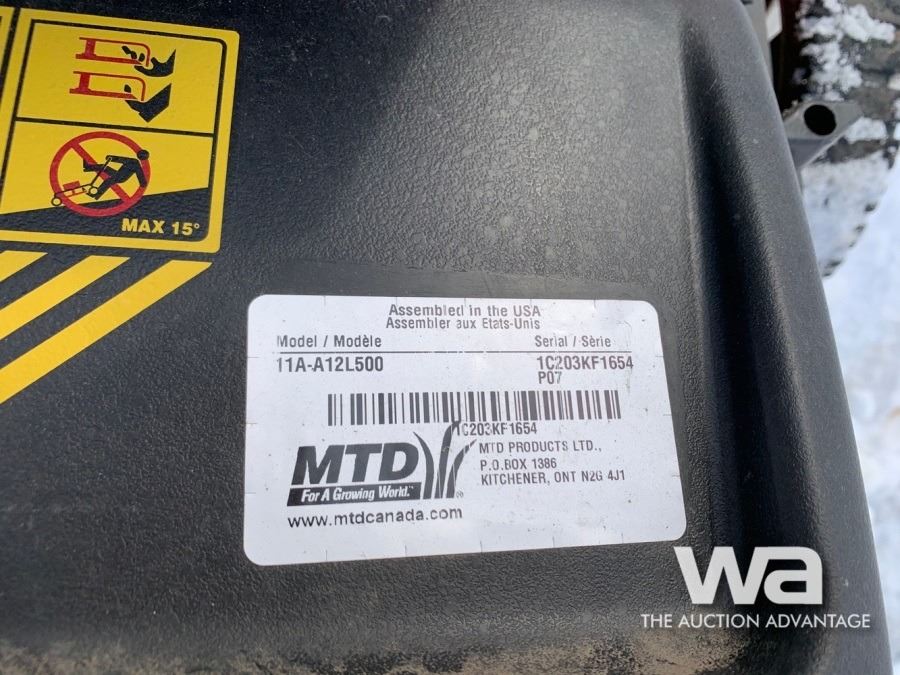 MAX 15°
Assembled in the USA
Assembler aux Etats-Unis
Model / Modèle Serial / Sèrie
11A-A12L500 1C203KF1654
P07
1C203KF1654
MTD
For A Growing World.™
MTD PRODUCTS LTD.,
P.O.BOX 1386
KITCHENER, ONT N2G 4J1
®
www.mtdcanada.com
wa
THE AUCTION ADVANTAGE